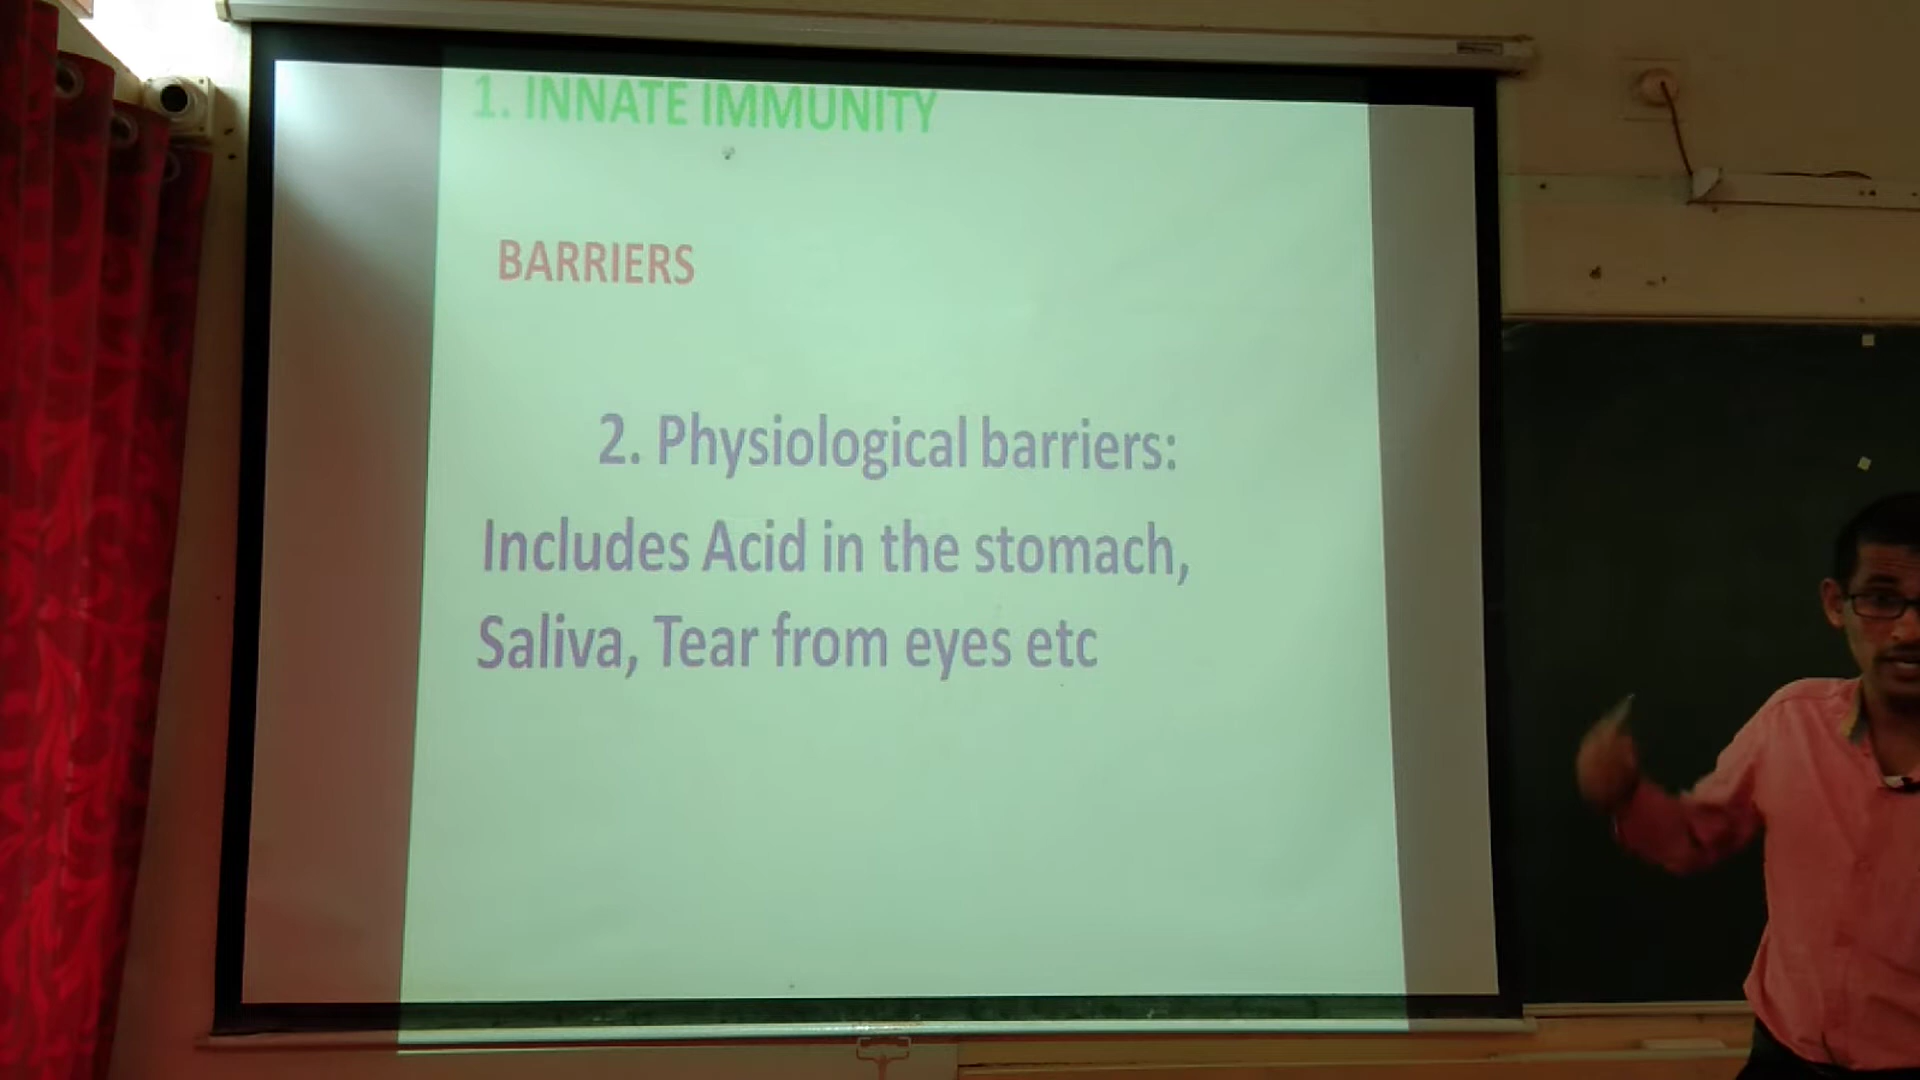 1. INNATE IMMUNITY
BARRIERS
2. Physiological barriers:
Includes Acid in the stomach,
Saliva, Tear from eyes etc